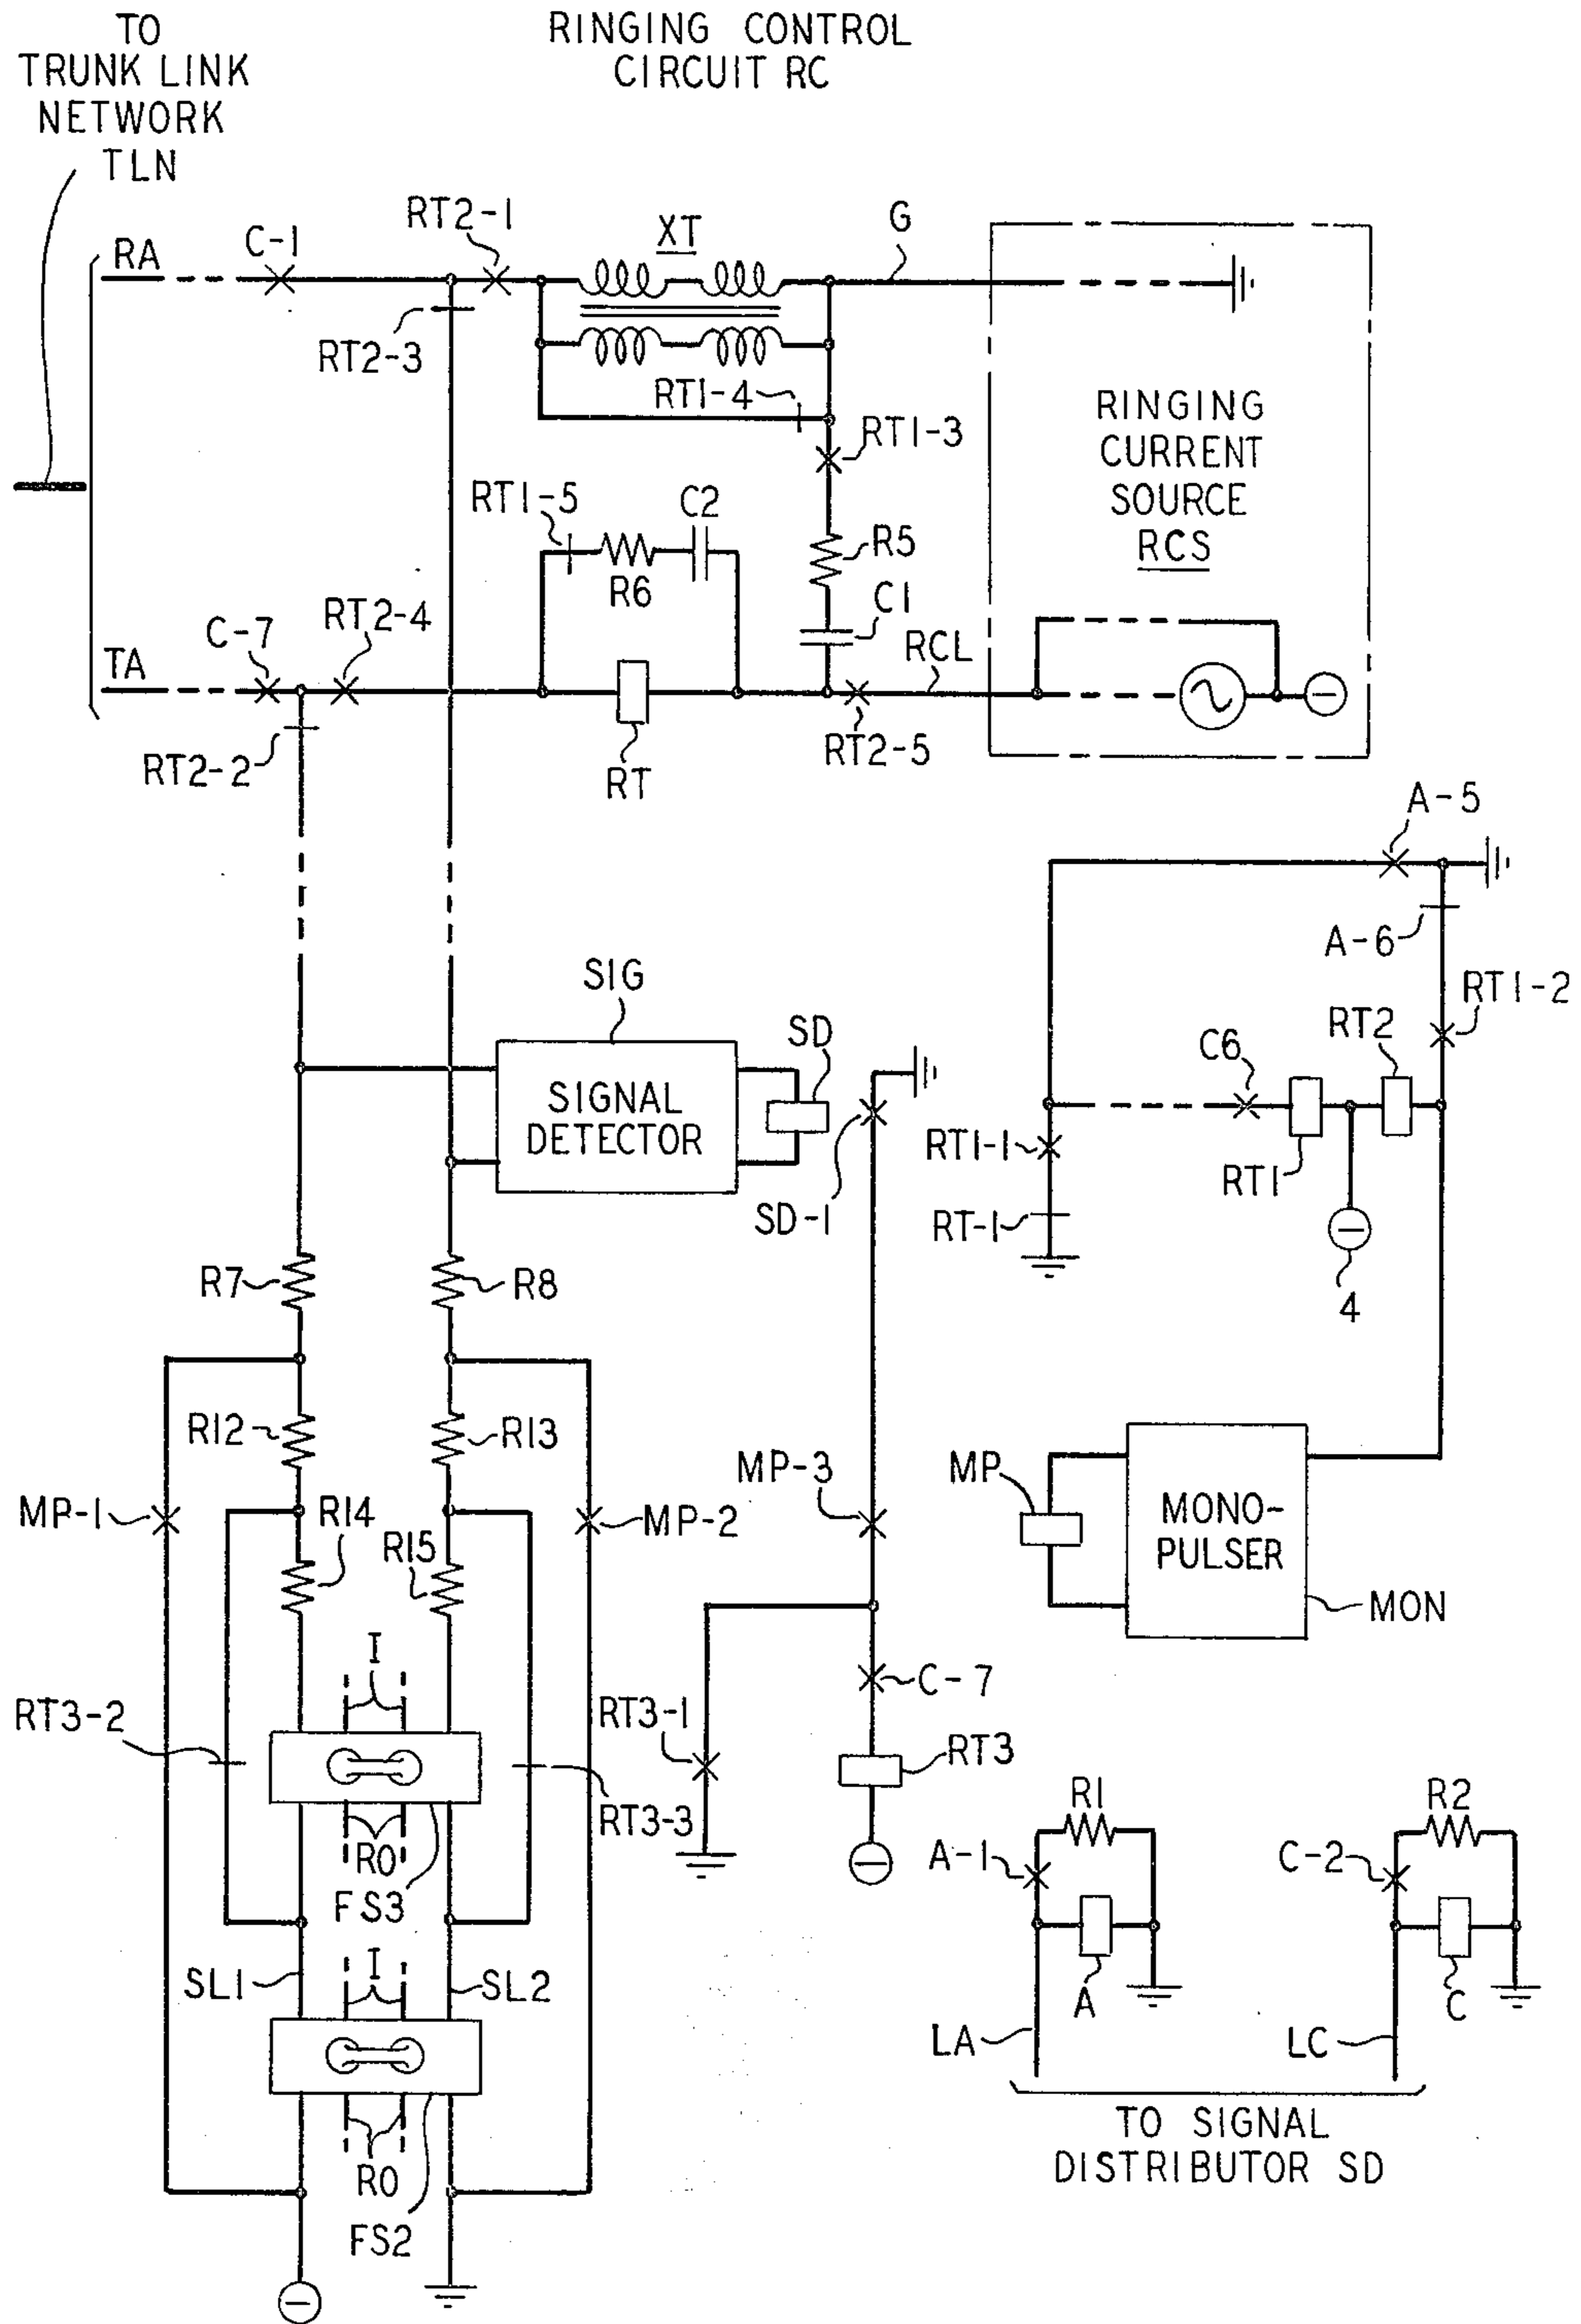 TO
TRUNK LINK
NETWORK
TLN
RINGING CONTROL
CIRCUIT RC
RA
C-1
RT2-1
XT
G
RT2-3
RT1-4
RT1-3
RINGING
CURRENT
SOURCE
RCS
RT1-5
C2
R5
R6
C1
TA
C-7
RT2-4
RCL
RT2-2
RT
RT2-5
A-5
A-6
RT1-2
SIG
SD
SIGNAL
DETECTOR
C6
RT2
RT1-1
RT1
SD-1
RT-1
4
R7
R8
R12
R13
MP-3
MP
MONO-
PULSER
MON
MP-1
R14
R15
MP-2
I
C-7
RT3-2
RT3-1
RT3
RO
FS3
RT3-3
R1
R2
A-1
C-2
SL1
I
SL2
A
C
LA
LC
RO
FS2
TO SIGNAL
DISTRIBUTOR SD